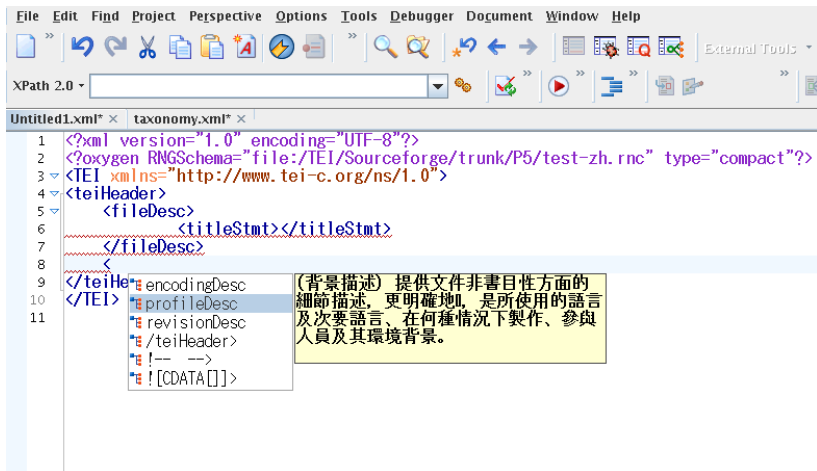 File Edit Find Project Perspective Options Tools Debugger Document Window Help
External Tools
XPath 2.0
Untitled1.xml* × taxonomy.xml* ×
1 <?xml version="1.0" encoding="UTF-8"?>
2 <?oxygen RNGSchema="file:/TEI/Sourceforge/trunk/P5/test-zh.rnc" type="compact"?>
3 <TEI xmlns="http://www.tei-c.org/ns/1.0">
4 <teiHeader>
5 <fileDesc>
6 <titleStmt></titleStmt>
7 </fileDesc>
8 <
9 </teiHe
10 </TEI>
11
encodingDesc
profileDesc
revisionDesc
/teiHeader>
!-- -->
![CDATA[]]>
(背景描述) 提供文件非書目性方面的
細節描述, 更明確地, 是所使用的語言
及次要語言、在何種情況下製作、參與
人員及其環境背景。